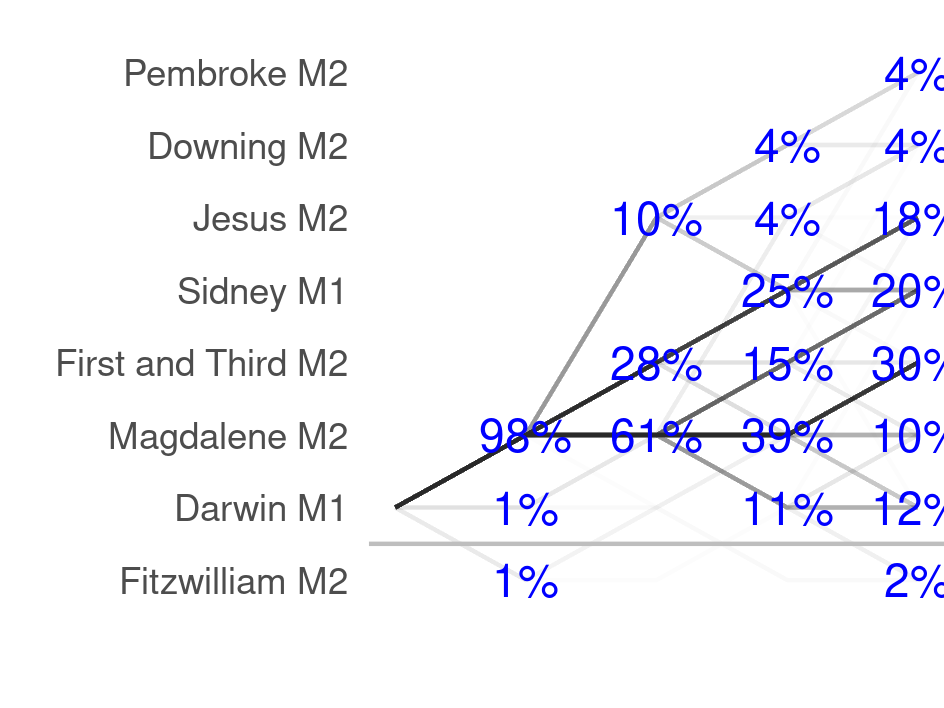 Pembroke M2 4%
Downing M2 4% 4%
Jesus M2 10% 4% 18%
Sidney M1 25% 20%
First and Third M2 28% 15% 30%
Magdalene M2 98% 61% 39% 10%
Darwin M1 1% 11% 12%
Fitzwilliam M2 1% 2%